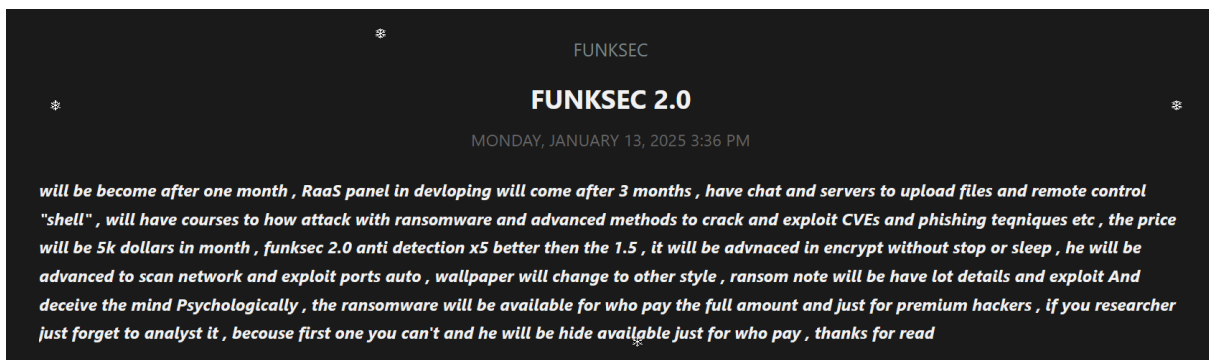 FUNKSEC
FUNKSEC 2.0
MONDAY, JANUARY 13, 2025 3:36 PM
will be become after one month , RaaS panel in devloping will come after 3 months , have chat and servers to upload files and remote control
"shell" , will have courses to how attack with ransomware and advanced methods to crack and exploit CVEs and phishing teqniques etc , the price
will be 5k dollars in month , funksec 2.0 anti detection x5 better then the 1.5 , it will be advnaced in encrypt without stop or sleep , he will be
advanced to scan network and exploit ports auto , wallpaper will change to other style , ransom note will be have lot details and exploit And
deceive the mind Psychologically , the ransomware will be available for who pay the full amount and just for premium hackers , if you researcher
just forget to analyst it , becouse first one you can't and he will be hide available just for who pay , thanks for read